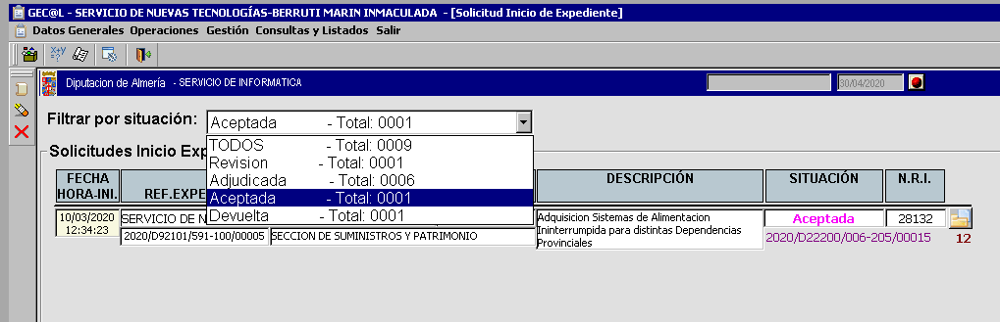 GEC@L - SERVICIO DE NUEVAS TECNOLOGÍAS-BERRUTI MARIN INMACULADA - [Solicitud Inicio de Expediente]
Datos Generales Operaciones Gestión Consultas y Listados Salir
x+y
Diputacion de Almería - SERVICIO DE INFORMATICA 30/04/2020
Filtrar por situación: Aceptada - Total: 0001
TODOS - Total: 0009
Revision - Total: 0001
Adjudicada - Total: 0006
Aceptada - Total: 0001
Devuelta - Total: 0001
Solicitudes Inicio Exp
FECHA HORA-INI. REF.EXPE DESCRIPCIÓN SITUACIÓN N.R.I.
10/03/2020 12:34:23 SERVICIO DE N Adquisicion Sistemas de Alimentacion Aceptada 28132
Ininterrumpida para distintas Dependencias
Provinciales
2020/D92101/591-100/00005 SECCION DE SUMINISTROS Y PATRIMONIO 2020/D22200/006-205/00015 12